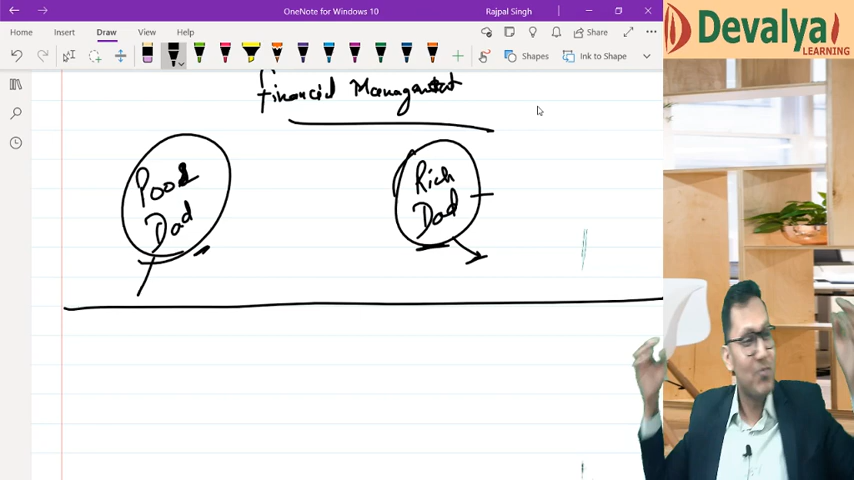 OneNote for Windows 10
Rajpal Singh
Home Insert Draw View Help
Share
Shapes
Ink to Shape
Financial Management
Poor
Dad
Rich
Dad
Devalya
LEARNING